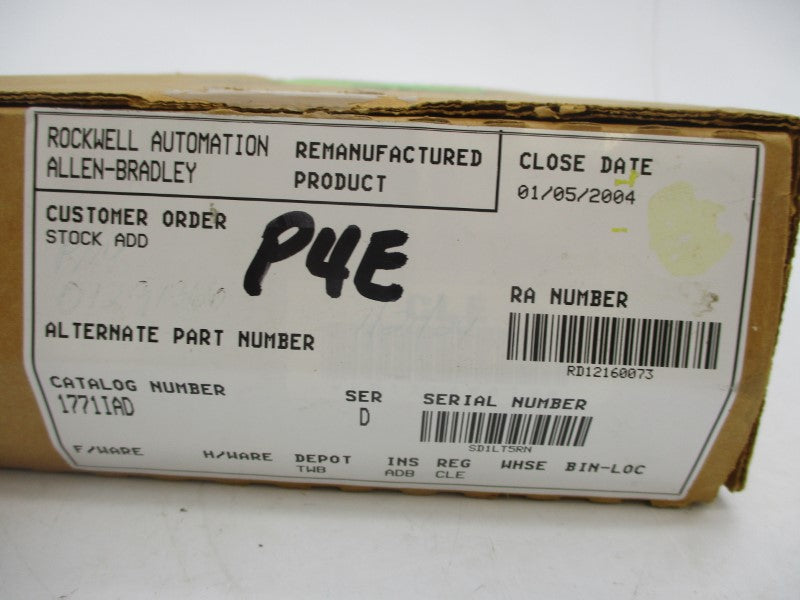 ROCKWELL AUTOMATION
ALLEN-BRADLEY
REMANUFACTURED
PRODUCT
CLOSE DATE
01/05/2004
CUSTOMER ORDER
STOCK ADD
P4E
RA NUMBER
RD12160073
ALTERNATE PART NUMBER
CATALOG NUMBER
1771IAD
SER
D
SERIAL NUMBER
SD1LT5RN
F/WARE H/WARE DEPOT INS REG WHSE BIN-LOC
TWB ADB CLE